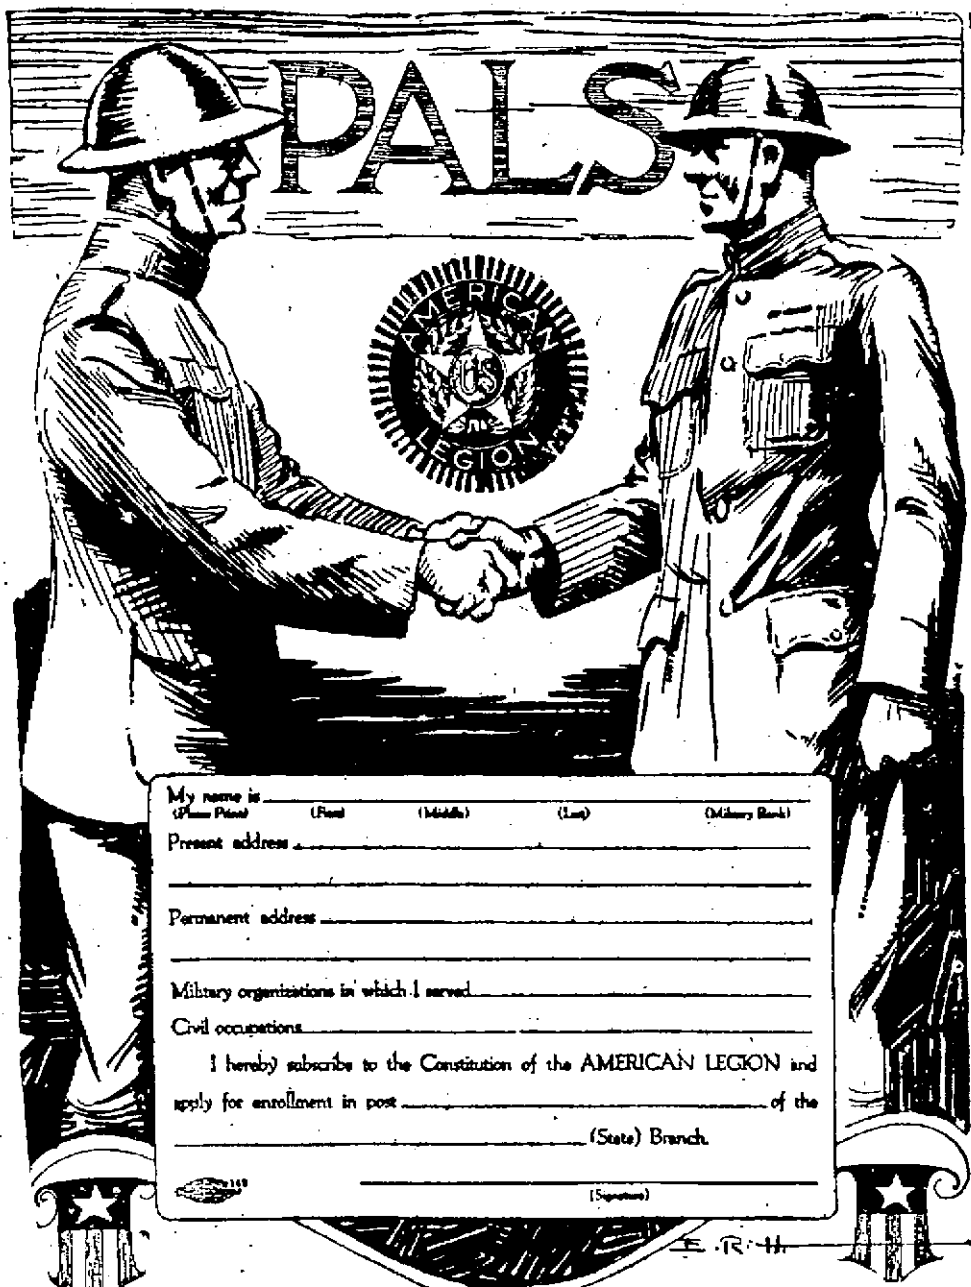 PALS
AMERICAN
US
LEGION
My name is
(Please Print) (First) (Middle) (Last) (Military Rank)
Present address
Permanent address
Military organizations in which I served
Civil occupations
I hereby subscribe to the Constitution of the AMERICAN LEGION and
apply for enrollment in post of the
(State) Branch.
(Signature)